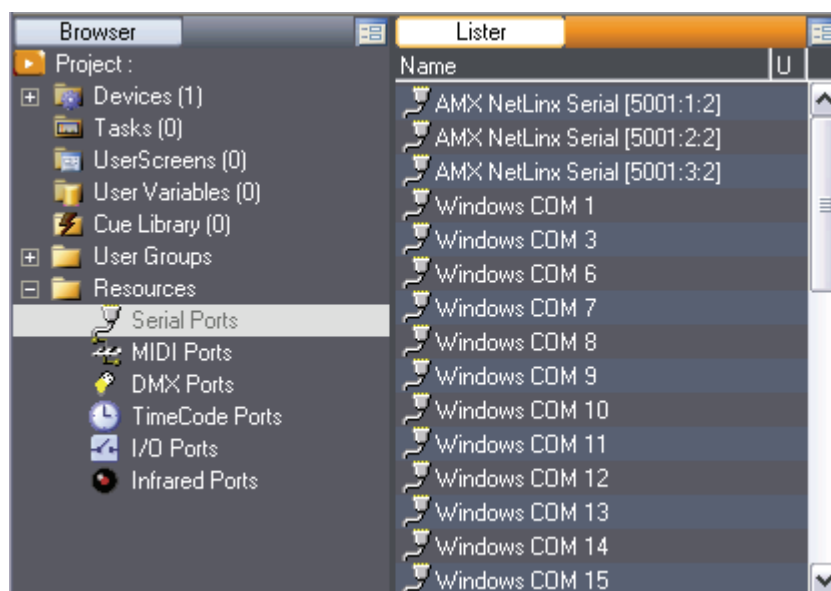 Browser
Project :
Devices (1)
Tasks (0)
UserScreens (0)
User Variables (0)
Cue Library (0)
User Groups
Resources
Serial Ports
MIDI Ports
DMX Ports
TimeCode Ports
I/O Ports
Infrared Ports
Lister
Name U
AMX NetLinx Serial [5001:1:2]
AMX NetLinx Serial [5001:2:2]
AMX NetLinx Serial [5001:3:2]
Windows COM 1
Windows COM 3
Windows COM 6
Windows COM 7
Windows COM 8
Windows COM 9
Windows COM 10
Windows COM 11
Windows COM 12
Windows COM 13
Windows COM 14
Windows COM 15